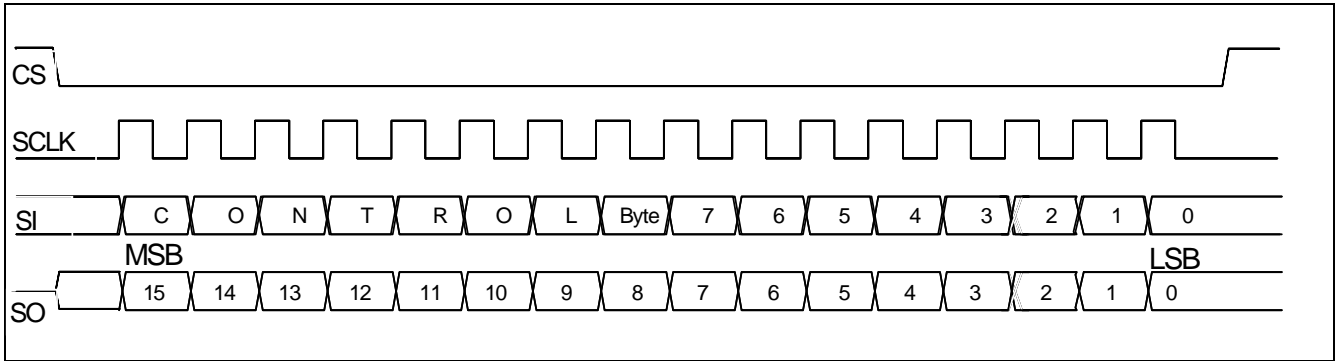 CS
SCLK
SI C O N T R O L Byte 7 6 5 4 3 2 1 0
MSB LSB
SO 15 14 13 12 11 10 9 8 7 6 5 4 3 2 1 0